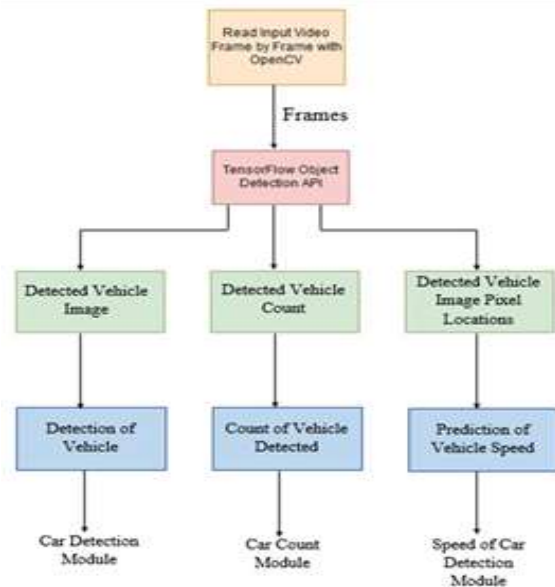 Read Input Video
Frame by Frame with
OpenCV
Frames
TensorFlow Object
Detection API
Detected Vehicle
Image
Detected Vehicle
Count
Detected Vehicle
Image Pixel
Locations
Detection of
Vehicle
Count of Vehicle
Detected
Prediction of
Vehicle Speed
Car Detection
Module
Car Count
Module
Speed of Car
Detection
Module